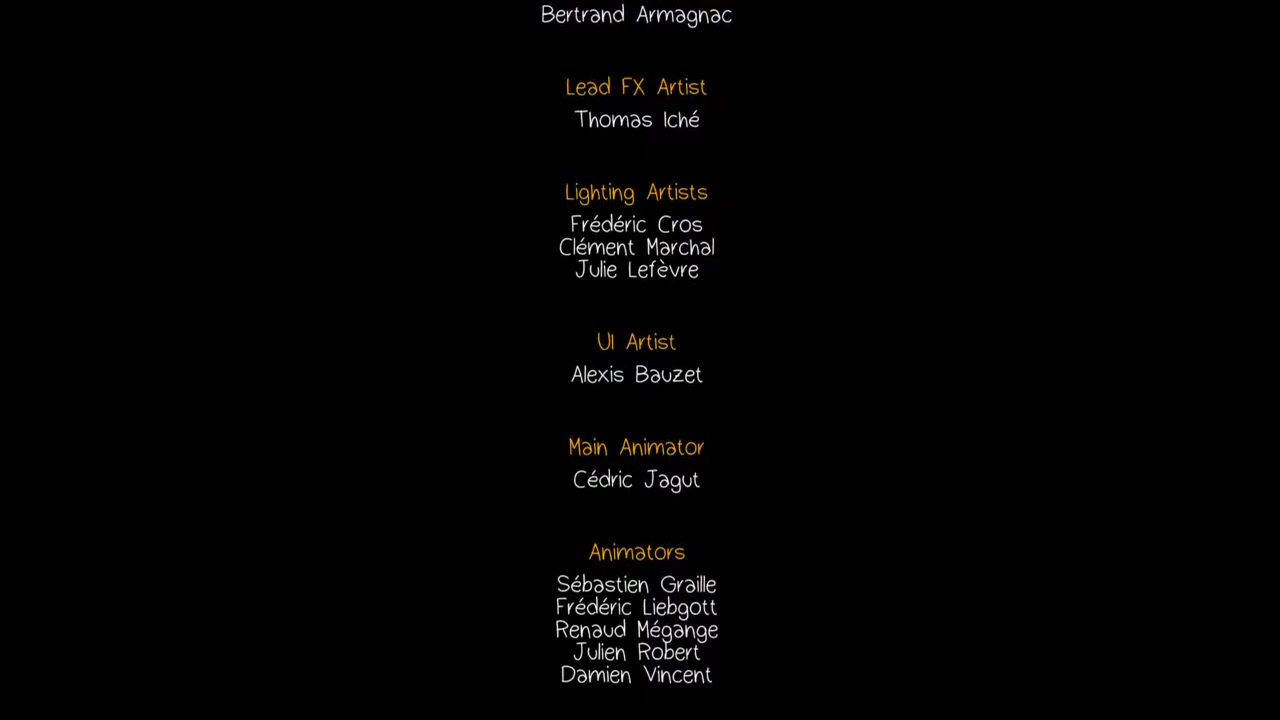 Bertrand Armagnac
Lead FX Artist
Thomas Iché
Lighting Artists
Frédéric Cros
Clément Marchal
Julie Lefèvre
UI Artist
Alexis Bauzet
Main Animator
Cédric Jagut
Animators
Sébastien Graille
Frédéric Liebgott
Renaud Mégange
Julien Robert
Damien Vincent